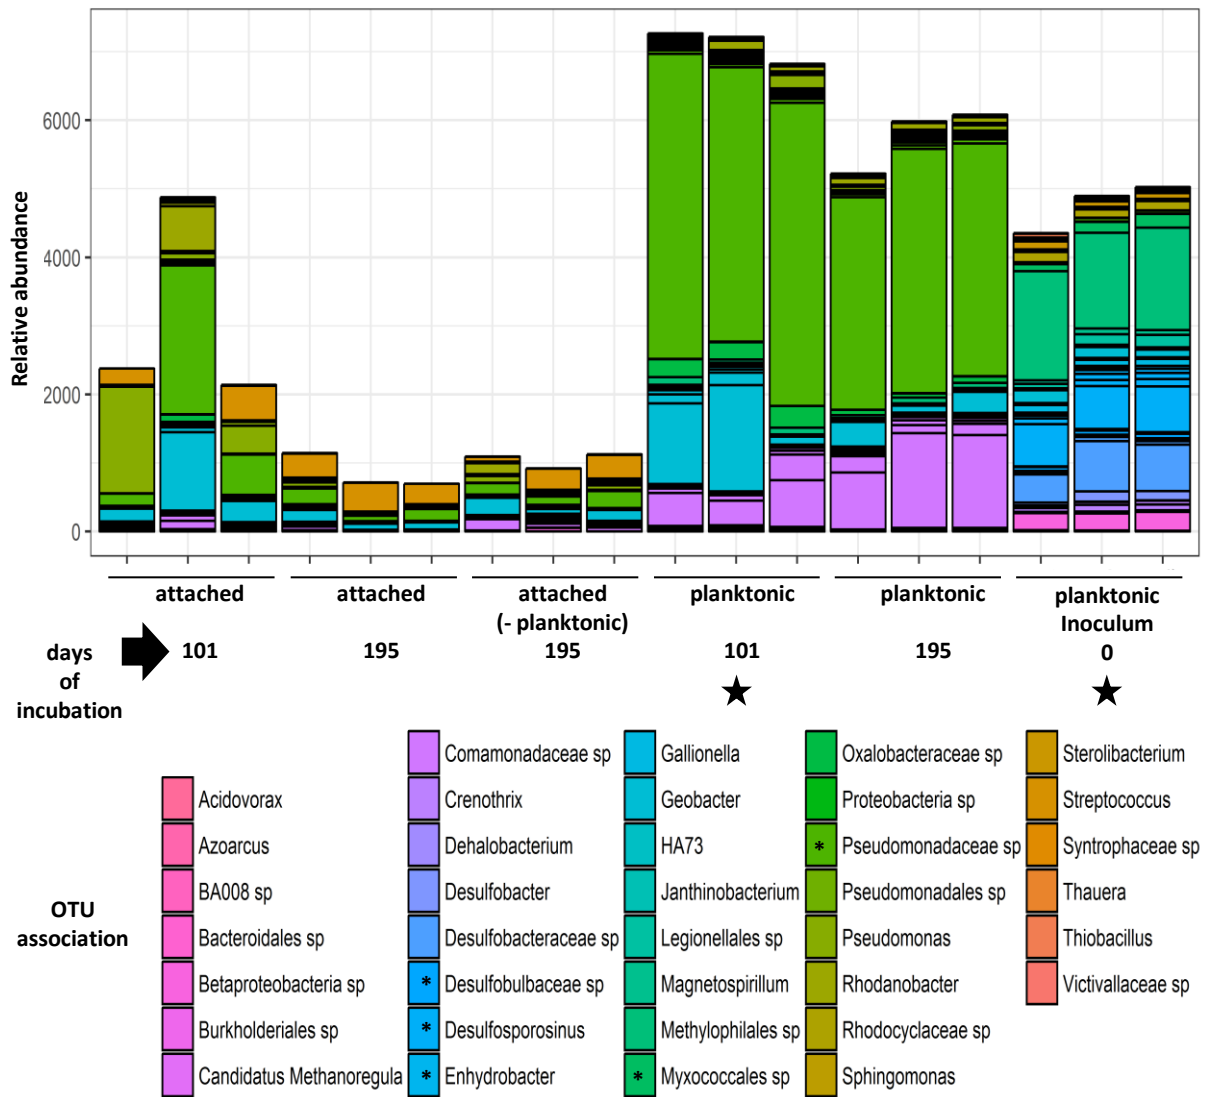 Relative abundance
6000
4000
2000
0
attached
attached
attached
(- planktonic)
planktonic
planktonic
planktonic
Inoculum
days
of
incubation
101
195
195
101
195
0
OTU
association
Acidovorax
Azoarcus
BA008 sp
Bacteroidales sp
Betaproteobacteria sp
Burkholderiales sp
Candidatus Methanoregula
Comamonadaceae sp
Crenothrix
Dehalobacterium
Desulfobacter
Desulfobacteraceae sp
* Desulfobulbaceae sp
* Desulfosporosinus
* Enhydrobacter
Gallionella
Geobacter
HA73
Janthinobacterium
Legionellales sp
Magnetospirillum
Methylophilales sp
* Myxococcales sp
Oxalobacteraceae sp
Proteobacteria sp
* Pseudomonadaceae sp
Pseudomonadales sp
Pseudomonas
Rhodanobacter
Rhodocyclaceae sp
Sphingomonas
Sterolibacterium
Streptococcus
Syntrophaceae sp
Thauera
Thiobacillus
Victivallaceae sp